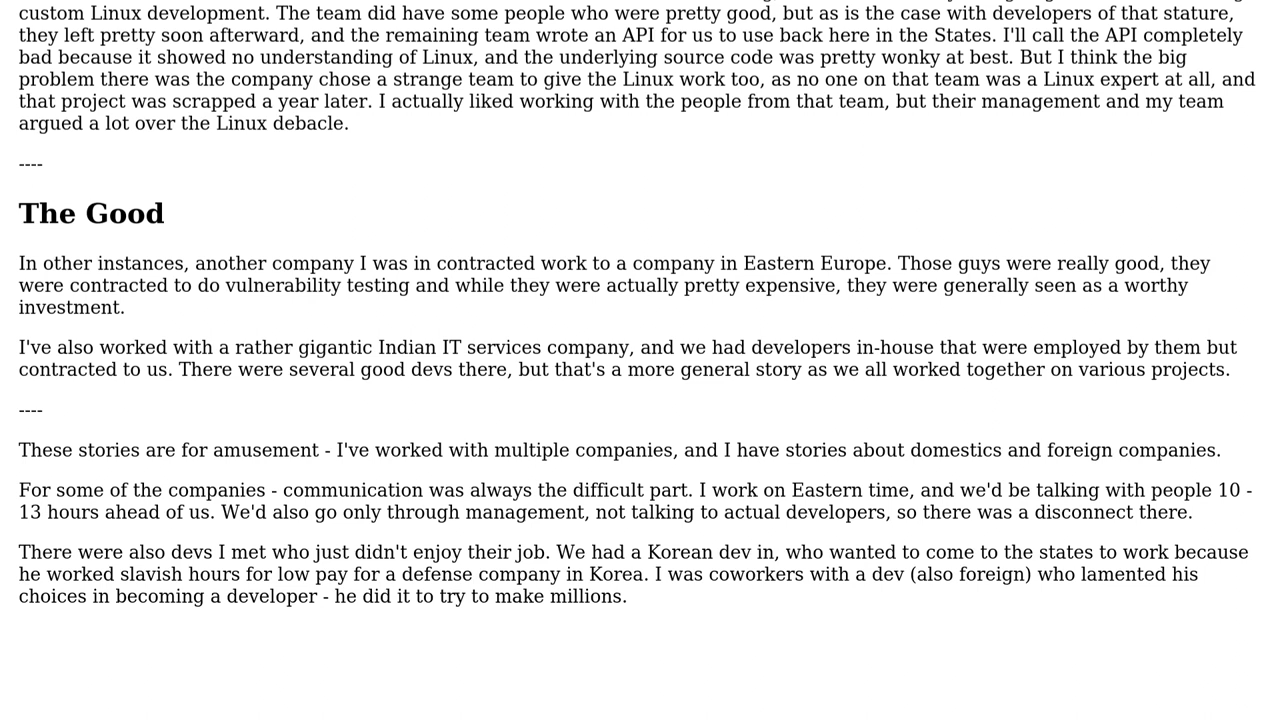 custom Linux development. The team did have some people who were pretty good, but as is the case with developers of that stature,
they left pretty soon afterward, and the remaining team wrote an API for us to use back here in the States. I'll call the API completely
bad because it showed no understanding of Linux, and the underlying source code was pretty wonky at best. But I think the big
problem there was the company chose a strange team to give the Linux work too, as no one on that team was a Linux expert at all, and
that project was scrapped a year later. I actually liked working with the people from that team, but their management and my team
argued a lot over the Linux debacle.
----
The Good
In other instances, another company I was in contracted work to a company in Eastern Europe. Those guys were really good, they
were contracted to do vulnerability testing and while they were actually pretty expensive, they were generally seen as a worthy
investment.
I've also worked with a rather gigantic Indian IT services company, and we had developers in-house that were employed by them but
contracted to us. There were several good devs there, but that's a more general story as we all worked together on various projects.
----
These stories are for amusement - I've worked with multiple companies, and I have stories about domestics and foreign companies.
For some of the companies - communication was always the difficult part. I work on Eastern time, and we'd be talking with people 10 -
13 hours ahead of us. We'd also go only through management, not talking to actual developers, so there was a disconnect there.
There were also devs I met who just didn't enjoy their job. We had a Korean dev in, who wanted to come to the states to work because
he worked slavish hours for low pay for a defense company in Korea. I was coworkers with a dev (also foreign) who lamented his
choices in becoming a developer - he did it to try to make millions.